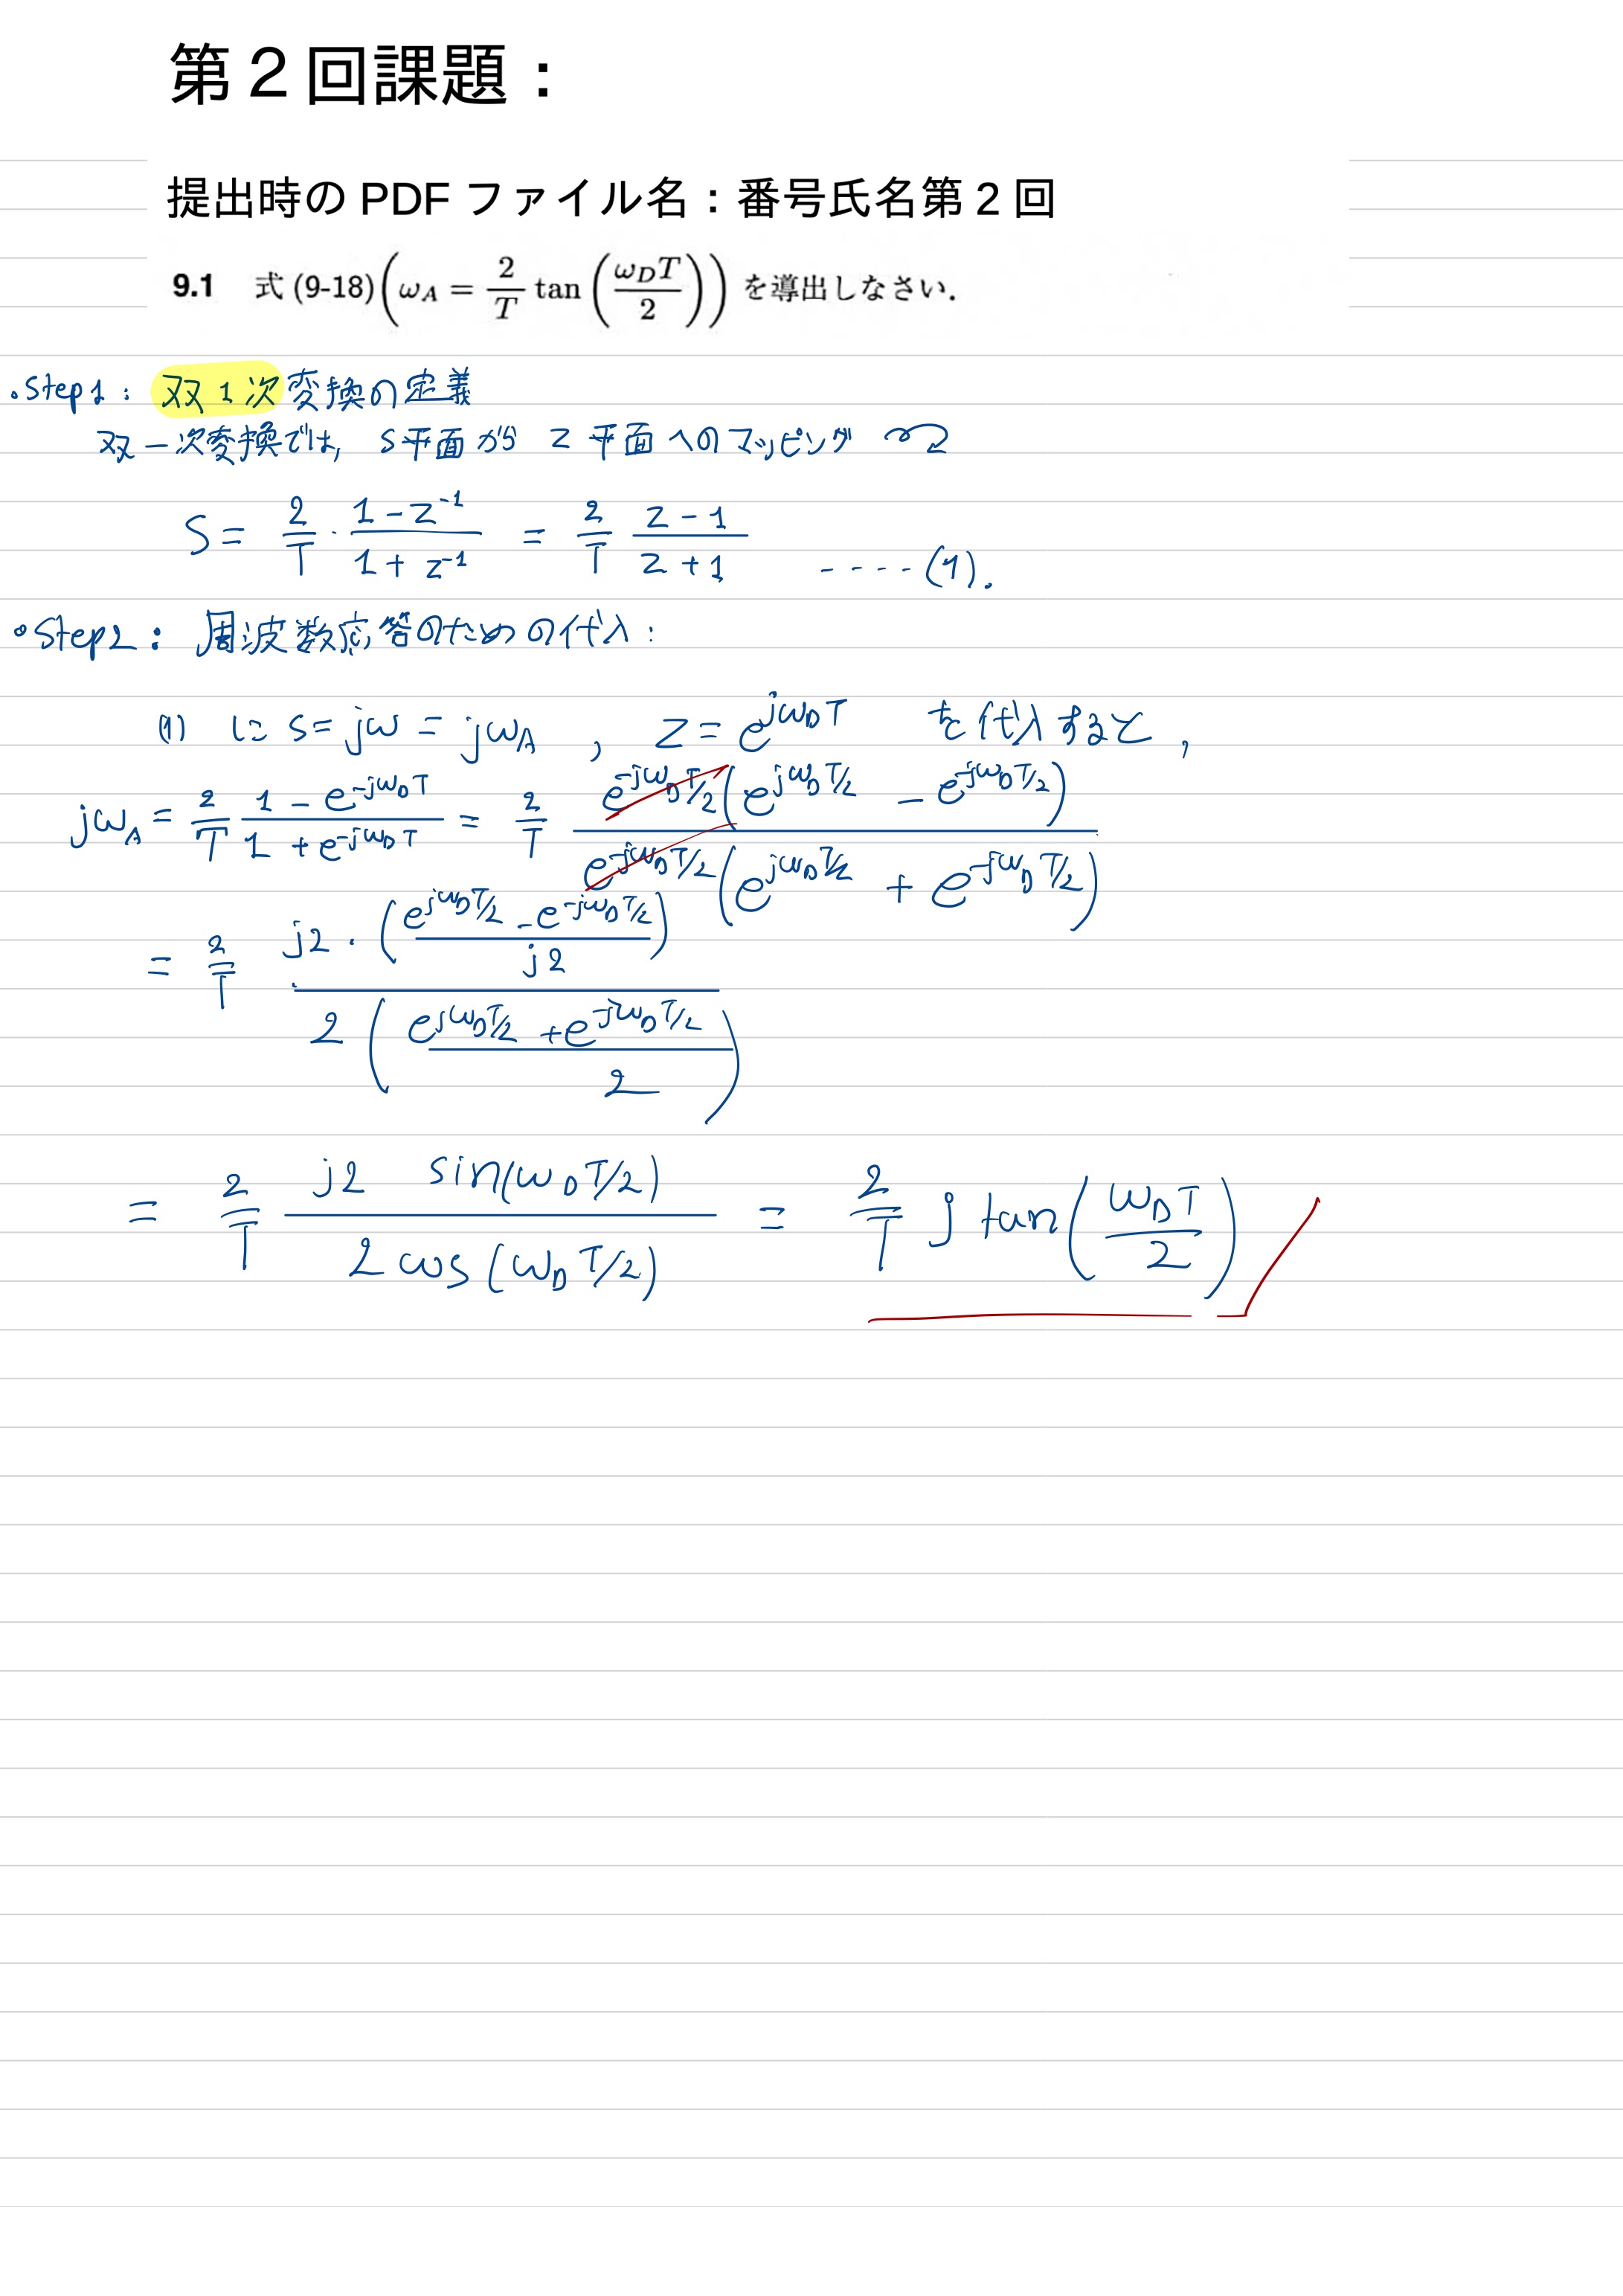 第２回課題：
提出時の PDF ファイル名：番号氏名第 2 回
9.1 式 (9-18)(ω_A = 2/T tan(ω_D T/2)) を導出しなさい．
・Step1： 双1次変換の定義
双一次変換では, S平面から Z平面へのマッピング
S = 2/T · (1 - z^-1)/(1 + z^-1) = 2/T (z - 1)/(z + 1) ····(1).
・Step2： 周波数応答のための代入：
(1) に s = jω = jω_A , z = e^{jω_D T} を代入すると,
jω_A = 2/T (1 - e^{-jω_D T})/(1 + e^{-jω_D T}) = 2/T (e^{-jω_D T/2}(e^{jω_D T/2} - e^{-jω_D T/2}))/(e^{-jω_D T/2}(e^{jω_D T/2} + e^{-jω_D T/2}))
= 2/T (j2·((e^{jω_D T/2} - e^{-jω_D T/2})/j2))/(2((e^{jω_D T/2} + e^{-jω_D T/2})/2))
= 2/T (j2 sin(ω_D T/2))/(2 cos(ω_D T/2)) = 2/T j tan(ω_D T/2)